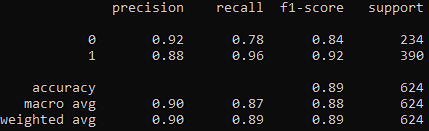 precision recall f1-score support
0 0.92 0.78 0.84 234
1 0.88 0.96 0.92 390
accuracy 0.89 624
macro avg 0.90 0.87 0.88 624
weighted avg 0.90 0.89 0.89 624